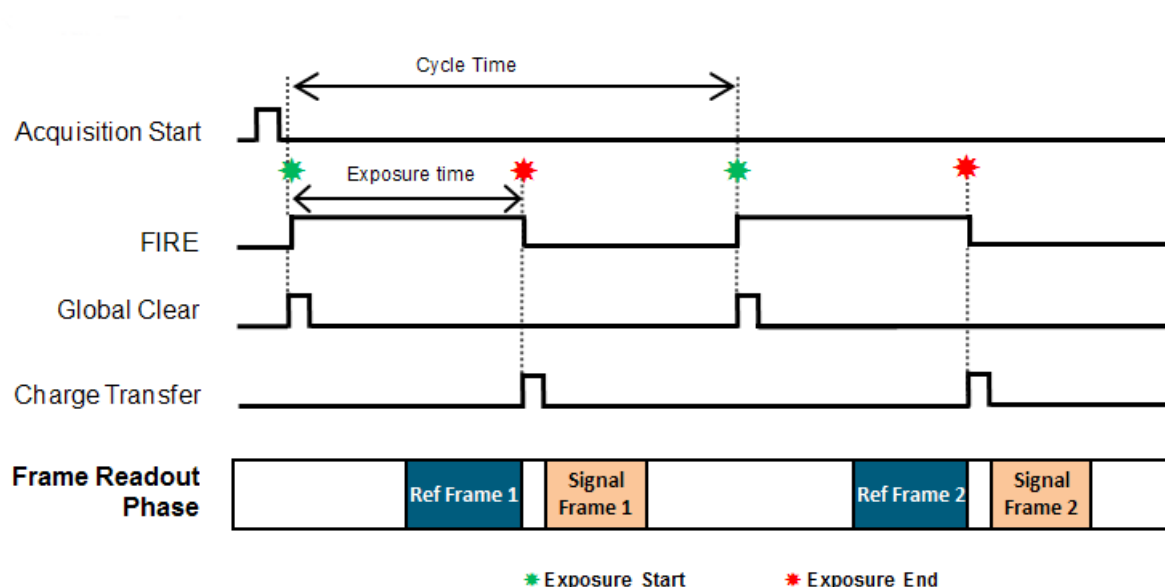 Cycle Time
Acquisition Start
Exposure time
FIRE
Global Clear
Charge Transfer
Frame Readout
Phase
Ref Frame 1
Signal
Frame 1
Ref Frame 2
Signal
Frame 2
Exposure Start
Exposure End